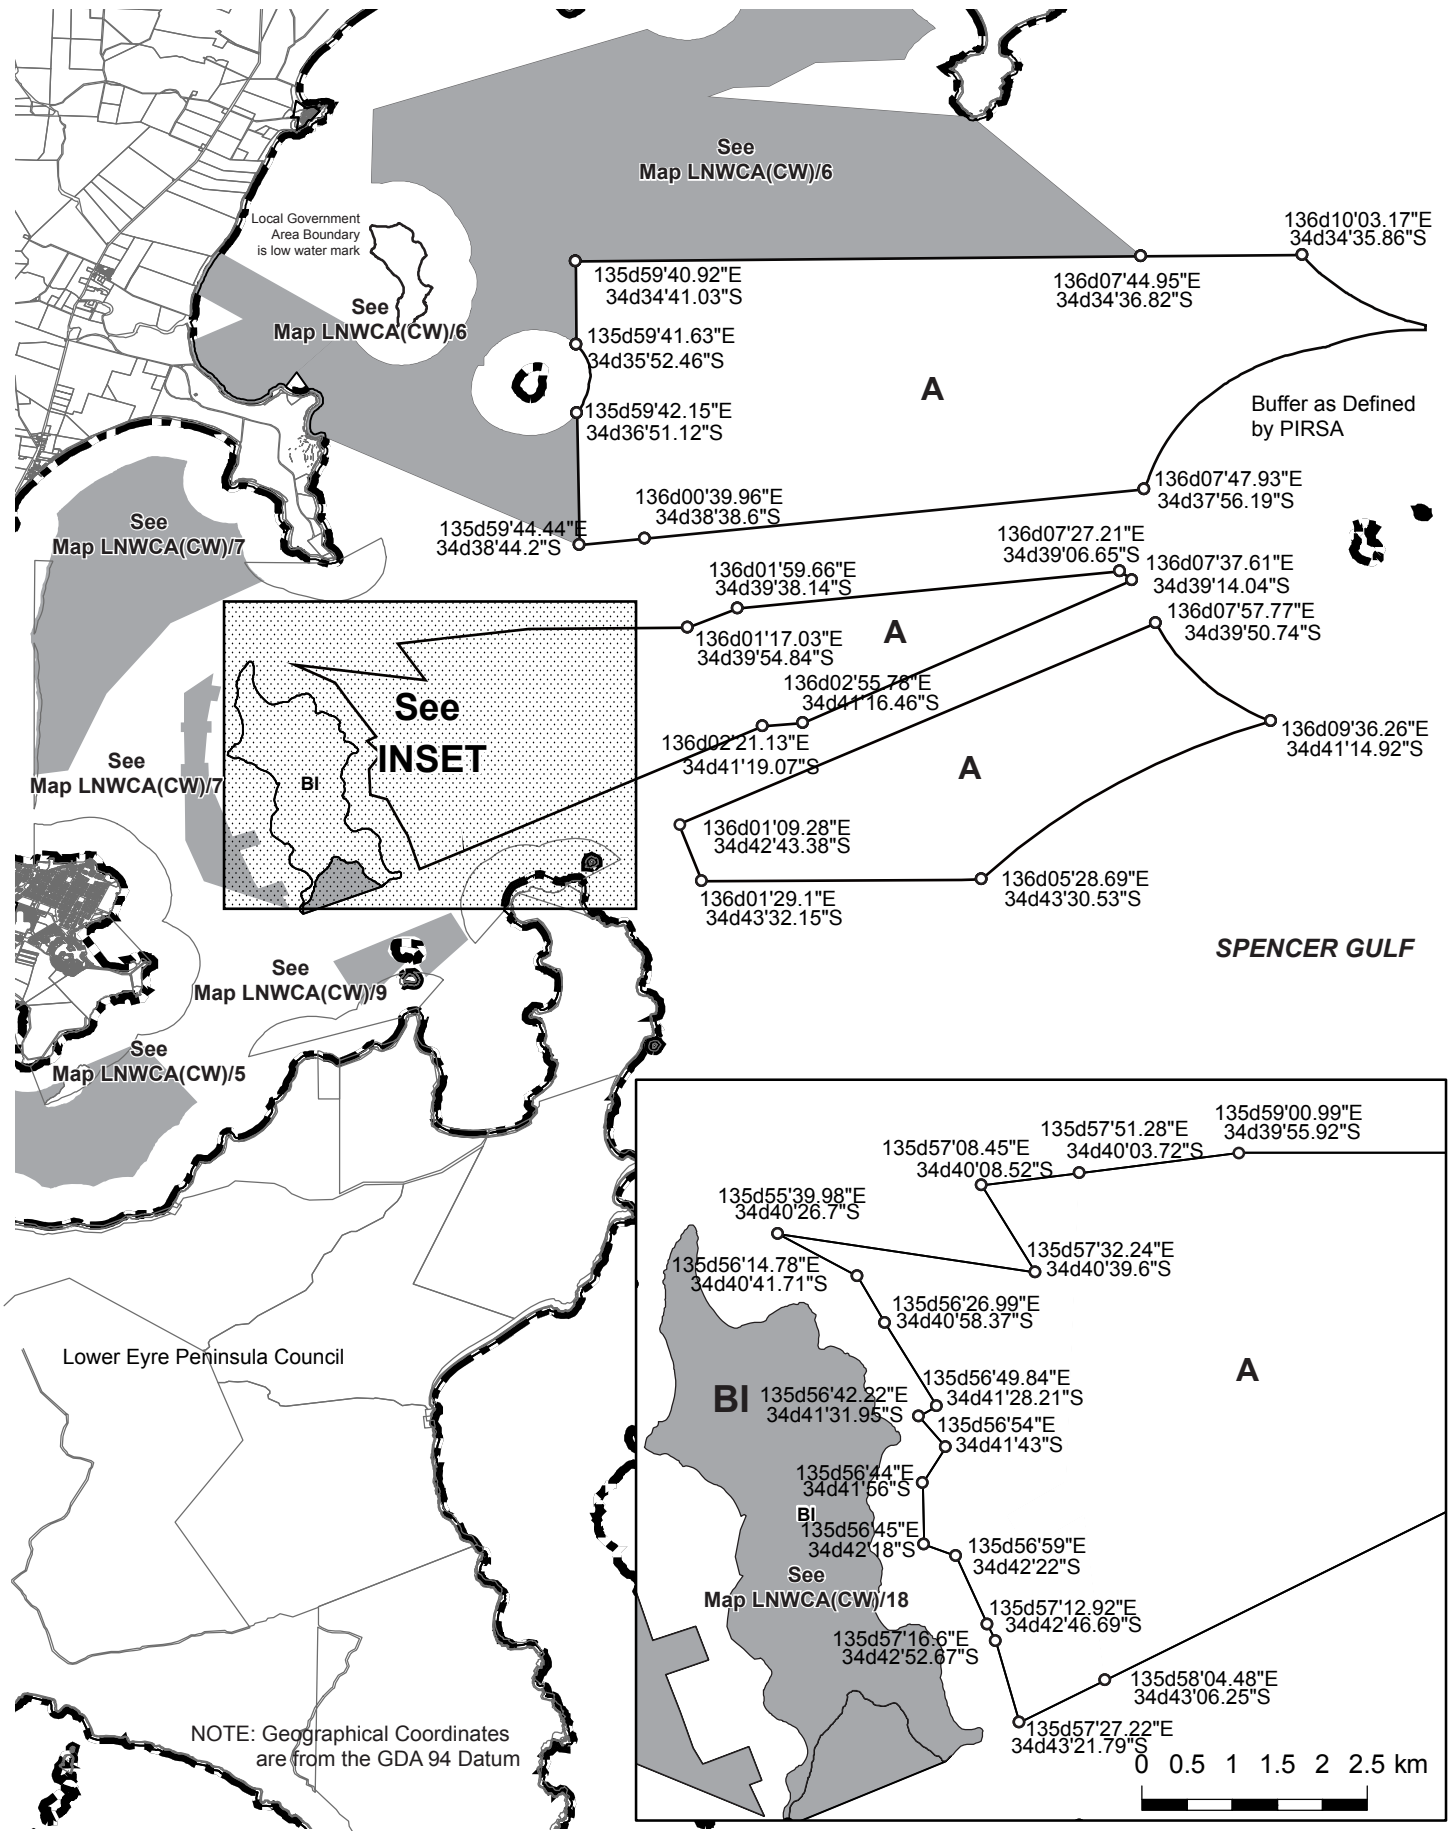 See
Map LNWCA(CW)/6
136d10'03.17"E
34d34'35.86"S
Local Government
Area Boundary
is low water mark
135d59'40.92"E
34d34'41.03"S
136d07'44.95"E
34d34'36.82"S
See
Map LNWCA(CW)/6
135d59'41.63"E
34d35'52.46"S
A
Buffer as Defined
by PIRSA
135d59'42.15"E
34d36'51.12"S
136d07'47.93"E
34d37'56.19"S
136d00'39.96"E
34d38'38.6"S
135d59'44.44"E
34d38'44.2"S
See
Map LNWCA(CW)/7
136d07'27.21"E
34d39'06.65"S
136d07'37.61"E
34d39'14.04"S
136d01'59.66"E
34d39'38.14"S
136d07'57.77"E
34d39'50.74"S
A
136d01'17.03"E
34d39'54.84"S
136d02'55.78"E
34d41'16.46"S
See
INSET
136d02'21.13"E
34d41'19.07"S
136d09'36.26"E
34d41'14.92"S
A
See
Map LNWCA(CW)/7
BI
136d01'09.28"E
34d42'43.38"S
136d01'29.1"E
34d43'32.15"S
136d05'28.69"E
34d43'30.53"S
SPENCER GULF
See
Map LNWCA(CW)/9
See
Map LNWCA(CW)/5
135d59'00.99"E
34d39'55.92"S
135d57'51.28"E
34d40'03.72"S
135d57'08.45"E
34d40'08.52"S
135d55'39.98"E
34d40'26.7"S
135d57'32.24"E
34d40'39.6"S
135d56'14.78"E
34d40'41.71"S
135d56'26.99"E
34d40'58.37"S
Lower Eyre Peninsula Council
A
135d56'49.84"E
34d41'28.21"S
BI
135d56'42.22"E
34d41'31.95"S
135d56'54"E
34d41'43"S
135d56'44"E
34d41'56"S
BI
135d56'45"E
34d42'18"S
135d56'59"E
34d42'22"S
See
Map LNWCA(CW)/18
135d57'12.92"E
34d42'46.69"S
135d57'16.6"E
34d42'52.67"S
135d58'04.48"E
34d43'06.25"S
135d57'27.22"E
34d43'21.79"S
NOTE: Geographical Coordinates
are from the GDA 94 Datum
0 0.5 1 1.5 2 2.5 km